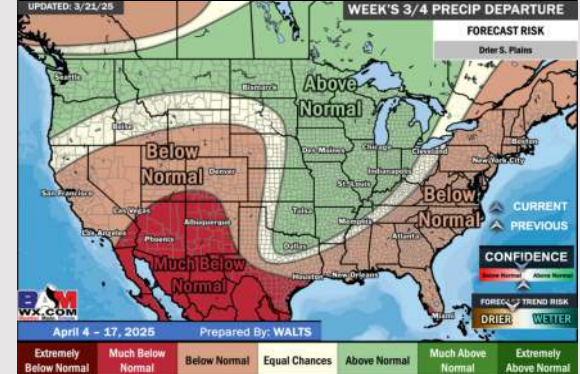 UPDATED: 3/21/25
WEEK'S 3/4 PRECIP DEPARTURE
FORECAST RISK
Drier S. Plains
Seattle
Bismarck
Above
Normal
Boise
Below
Normal
Denver
Des Moines
Chicago
Cleveland
Boston
New York City
Indianapolis
St. Louis
San Francisco
Las Vegas
Los Angeles
Phoenix
Albuquerque
Tulsa
Memphis
Below
Normal
Atlanta
Dallas
Much Below
Normal
Houston
New Orleans
Miami
CURRENT
PREVIOUS
CONFIDENCE
Below Normal
Above Normal
FORECAST TREND RISK
DRIER
WETTER
BAM
WX.COM
April 4 – 17, 2025
Prepared By: WALTS
Extremely
Below Normal
Much Below
Normal
Below Normal
Equal Chances
Above Normal
Much Above
Normal
Extremely
Above Normal